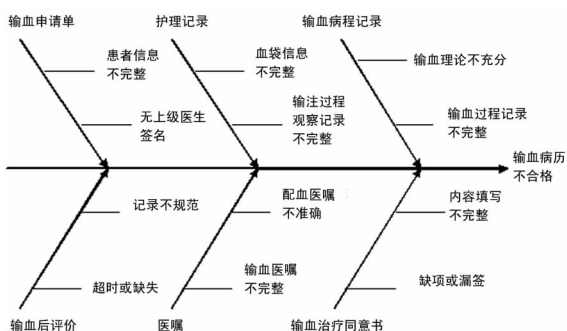 输血申请单
护理记录
输血病程记录
患者信息
不完整
血袋信息
不完整
输血理论不充分
无上级医生
签名
输注过程
观察记录
不完整
输血过程记录
不完整
输血病历
不合格
记录不规范
配血医嘱
不准确
内容填写
不完整
超时或缺失
输血医嘱
不完整
缺项或漏签
输血后评价
医嘱
输血治疗同意书